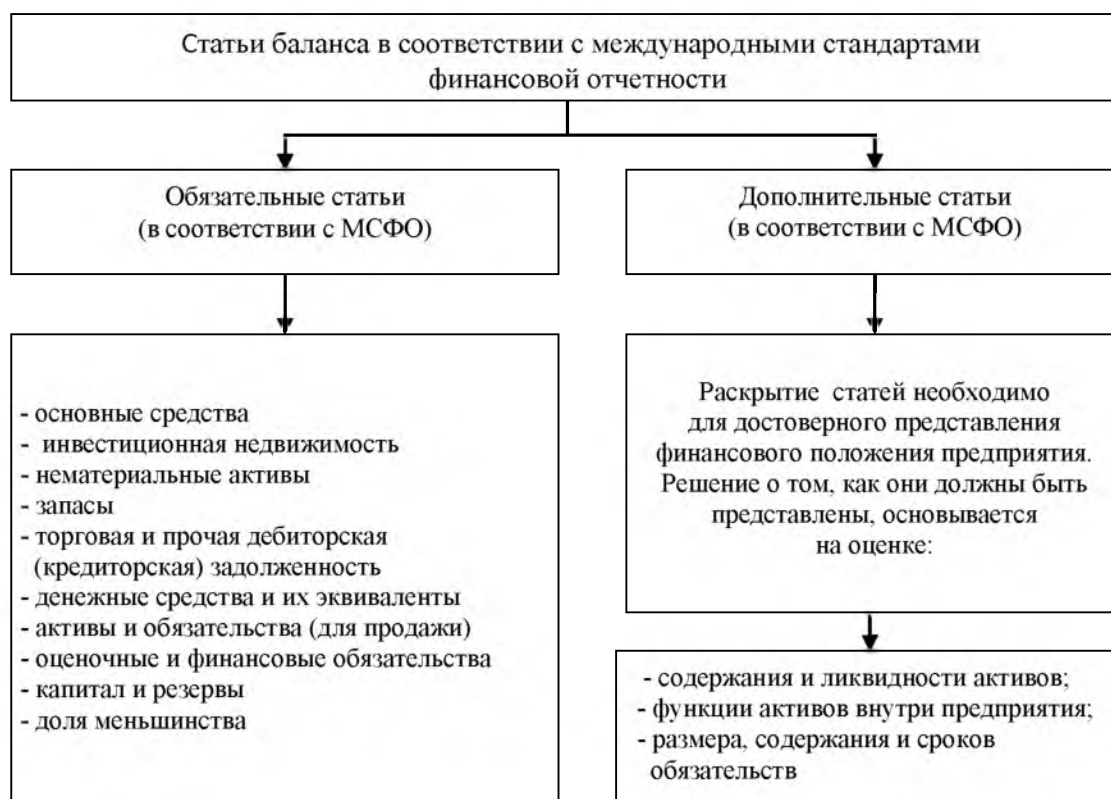 Статьи баланса в соответствии с международными стандартами
финансовой отчетности
Обязательные статьи
(в соответствии с МСФО)
Дополнительные статьи
(в соответствии с МСФО)
- основные средства
- инвестиционная недвижимость
- нематериальные активы
- запасы
- торговая и прочая дебиторская
(кредиторская) задолженность
- денежные средства и их эквиваленты
- активы и обязательства (для продажи)
- оценочные и финансовые обязательства
- капитал и резервы
- доля меньшинства
Раскрытие статей необходимо
для достоверного представления
финансового положения предприятия.
Решение о том, как они должны быть
представлены, основывается
на оценке:
- содержания и ликвидности активов;
- функции активов внутри предприятия;
- размера, содержания и сроков
обязательств